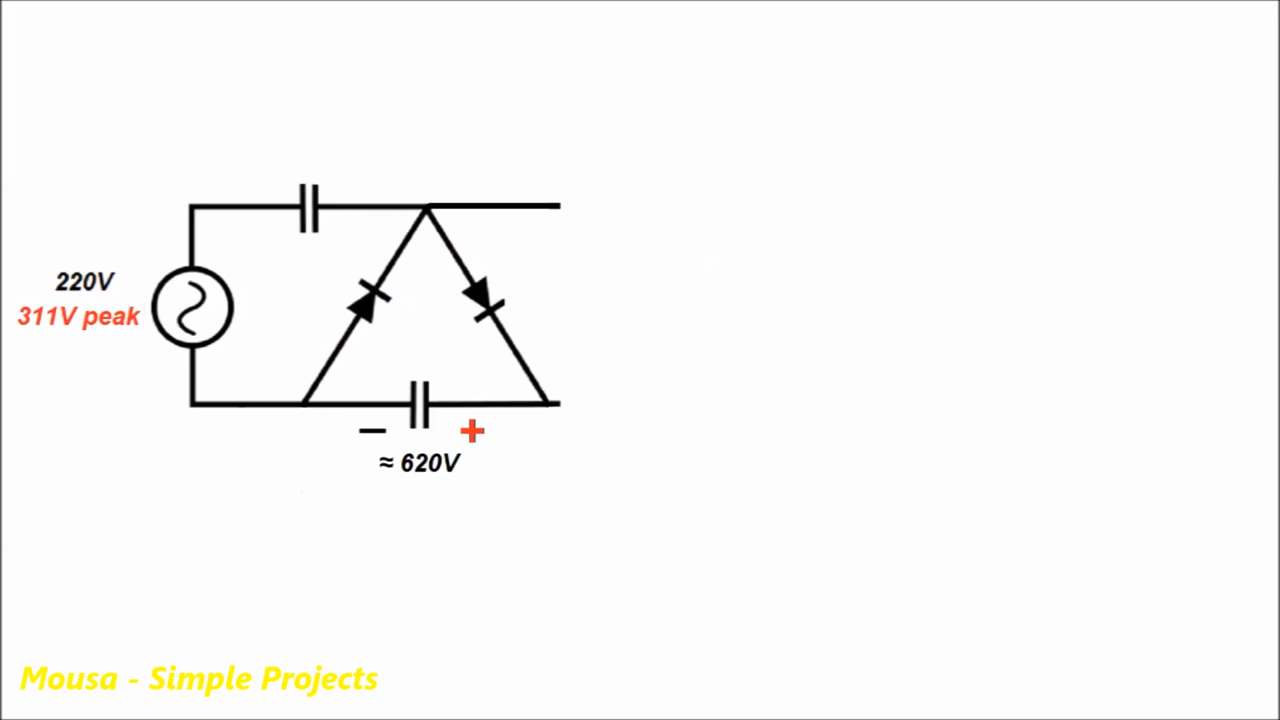 220V
311V peak
− +
≈ 620V
Mousa - Simple Projects